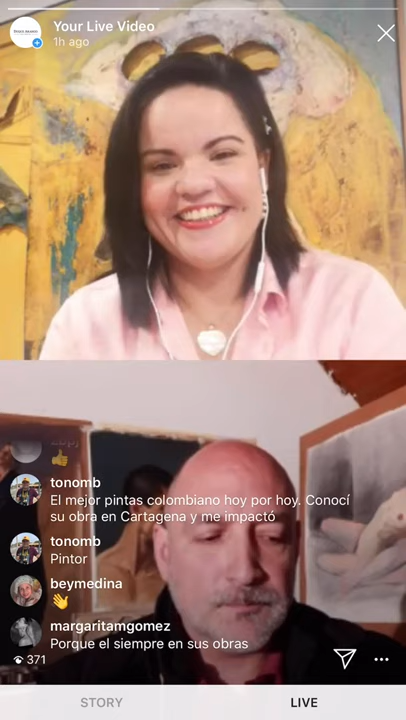 Your Live Video
1h ago
tonomb
El mejor pintas colombiano hoy por hoy. Conocí
su obra en Cartagena y me impactó
tonomb
Pintor
beymedina
margaritamgomez
Porque el siempre en sus obras
371
STORY
LIVE